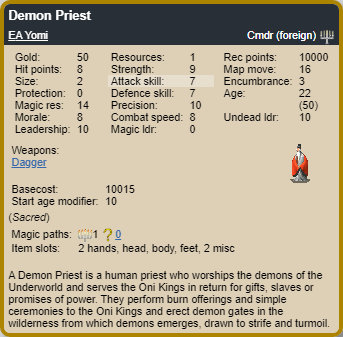 Demon Priest
EA Yomi Cmdr (foreign)
Gold: 50 Resources: 1 Rec points: 10000
Hit points: 8 Strength: 9 Map move: 16
Size: 2 Attack skill: 7 Encumbrance: 3
Protection: 0 Defence skill: 7 Age: 22
Magic res: 14 Precision: 10 (50)
Morale: 8 Combat speed: 8 Undead ldr: 10
Leadership: 10 Magic ldr: 0
Weapons:
Dagger
Basecost: 10015
Start age modifier: 10
(Sacred)
Magic paths: 1 ? 0
Item slots: 2 hands, head, body, feet, 2 misc
A Demon Priest is a human priest who worships the demons of the
Underworld and serves the Oni Kings in return for gifts, slaves or
promises of power. They perform burn offerings and simple
ceremonies to the Oni Kings and erect demon gates in the
wilderness from which demons emerges, drawn to strife and turmoil.